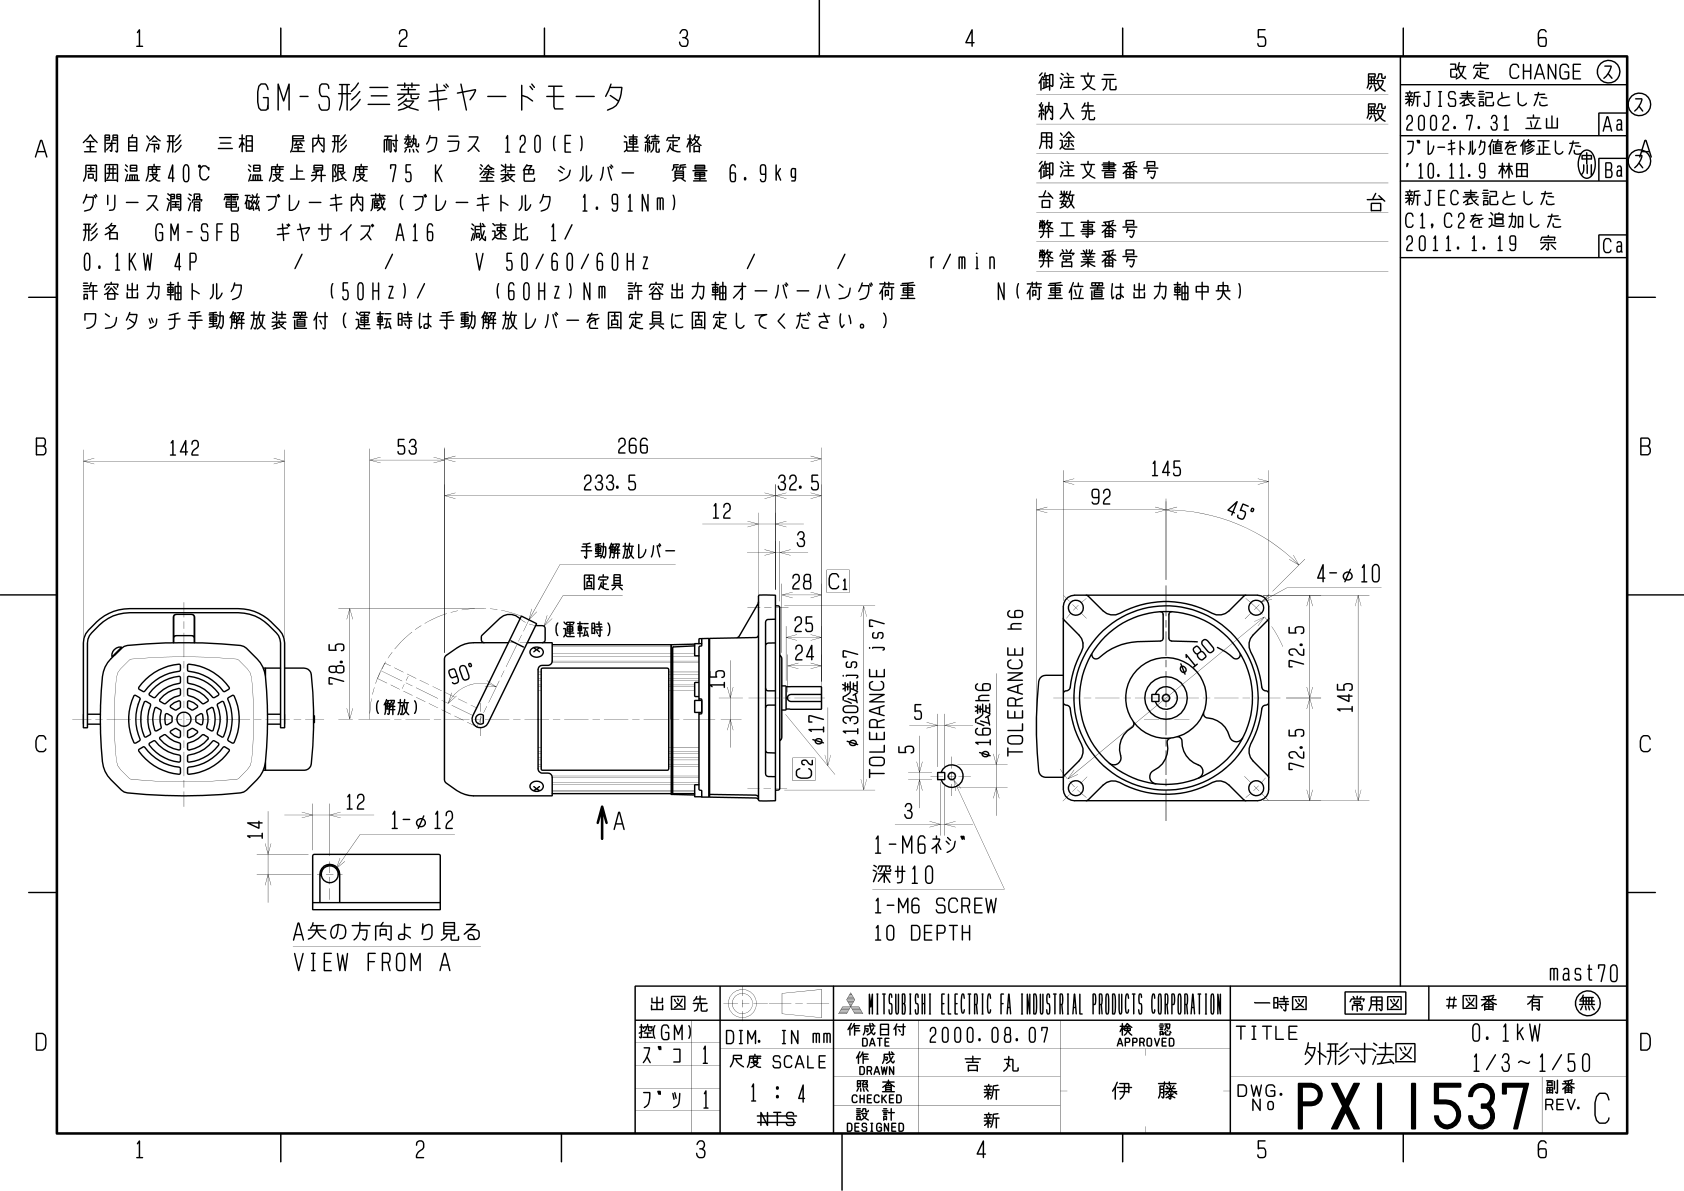 1 2 3 4 5 6
GM-S形三菱ギヤードモータ
全閉自冷形 三相 屋内形 耐熱クラス 120(E) 連続定格
周囲温度40℃ 温度上昇限度 75 K 塗装色 シルバー 質量 6.9kg
グリース潤滑 電磁ブレーキ内蔵(ブレーキトルク 1.91Nm)
形名 GM-SFB ギヤサイズ A16 減速比 1/
0.1KW 4P / / V 50/60/60Hz / / r/min
許容出力軸トルク (50Hz)/ (60Hz)Nm 許容出力軸オーバーハング荷重 N(荷重位置は出力軸中央)
ワンタッチ手動解放装置付(運転時は手動解放レバーを固定具に固定してください。)
御注文元 殿
納入先 殿
用途
御注文書番号
台数 台
弊工事番号
弊営業番号
改定 CHANGE ス
新JIS表記とした
2002.7.31 立山 Aa
ス
ブレーキトルク値を修正した
'10.11.9 林田 中川 Ba
ス
新JEC表記とした
C1,C2を追加した
2011.1.19 宗 Ca
A A
B B
C C
D D
142
53
266
233.5
32.5
12
3
28 C1
手動解放レバー
固定具
(運転時)
25
24
78.5
90°
(解放)
15
φ17
C2
φ130公差js7
TOLERANCE js7
A
14
12
1-φ12
A矢の方向より見る
VIEW FROM A
5
5
3
φ16公差h6
TOLERANCE h6
1-M6ネジ
深サ10
1-M6 SCREW
10 DEPTH
145
92
45°
4-φ10
φ180
72.5
72.5
145
mast70
出図先
控(GM)
ズコ 1
ブツ 1
DIM. IN mm
尺度 SCALE
1 : 4
NTS
MITSUBISHI ELECTRIC FA INDUSTRIAL PRODUCTS CORPORATION
作成日付 DATE 2000.08.07
検認 APPROVED
作成 DRAWN 吉丸
照査 CHECKED 新
伊藤
設計 DESIGNED 新
一時図 常用図 #図番 有 無
TITLE
外形寸法図
0.1kW
1/3~1/50
DWG. No PX11537
副番 REV. C
1 2 3 4 5 6